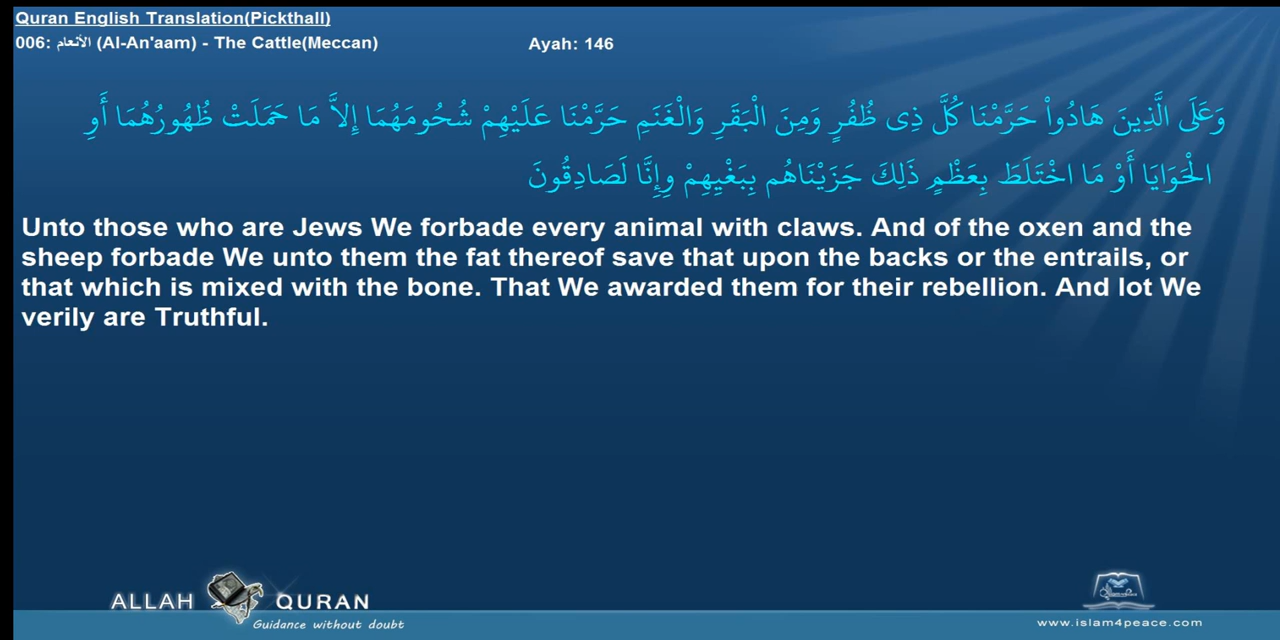 Quran English Translation(Pickthall)
006: الأنعام (Al-An'aam) - The Cattle(Meccan)
Ayah: 146
وَعَلَى الَّذِينَ هَادُواْ حَرَّمْنَا كُلَّ ذِى ظُفُرٍ وَمِنَ الْبَقَرِ وَالْغَنَمِ حَرَّمْنَا عَلَيْهِمْ شُحُومَهُمَا إِلاَّ مَا حَمَلَتْ ظُهُورُهُمَا أَوِ
الْحَوَايَا أَوْ مَا اخْتَلَطَ بِعَظْمٍ ذَلِكَ جَزَيْنَاهُم بِبَغْيِهِمْ وِإِنَّا لَصَادِقُونَ
Unto those who are Jews We forbade every animal with claws. And of the oxen and the
sheep forbade We unto them the fat thereof save that upon the backs or the entrails, or
that which is mixed with the bone. That We awarded them for their rebellion. And lot We
verily are Truthful.
ALLAH QURAN
Guidance without doubt
www.islam4peace.com